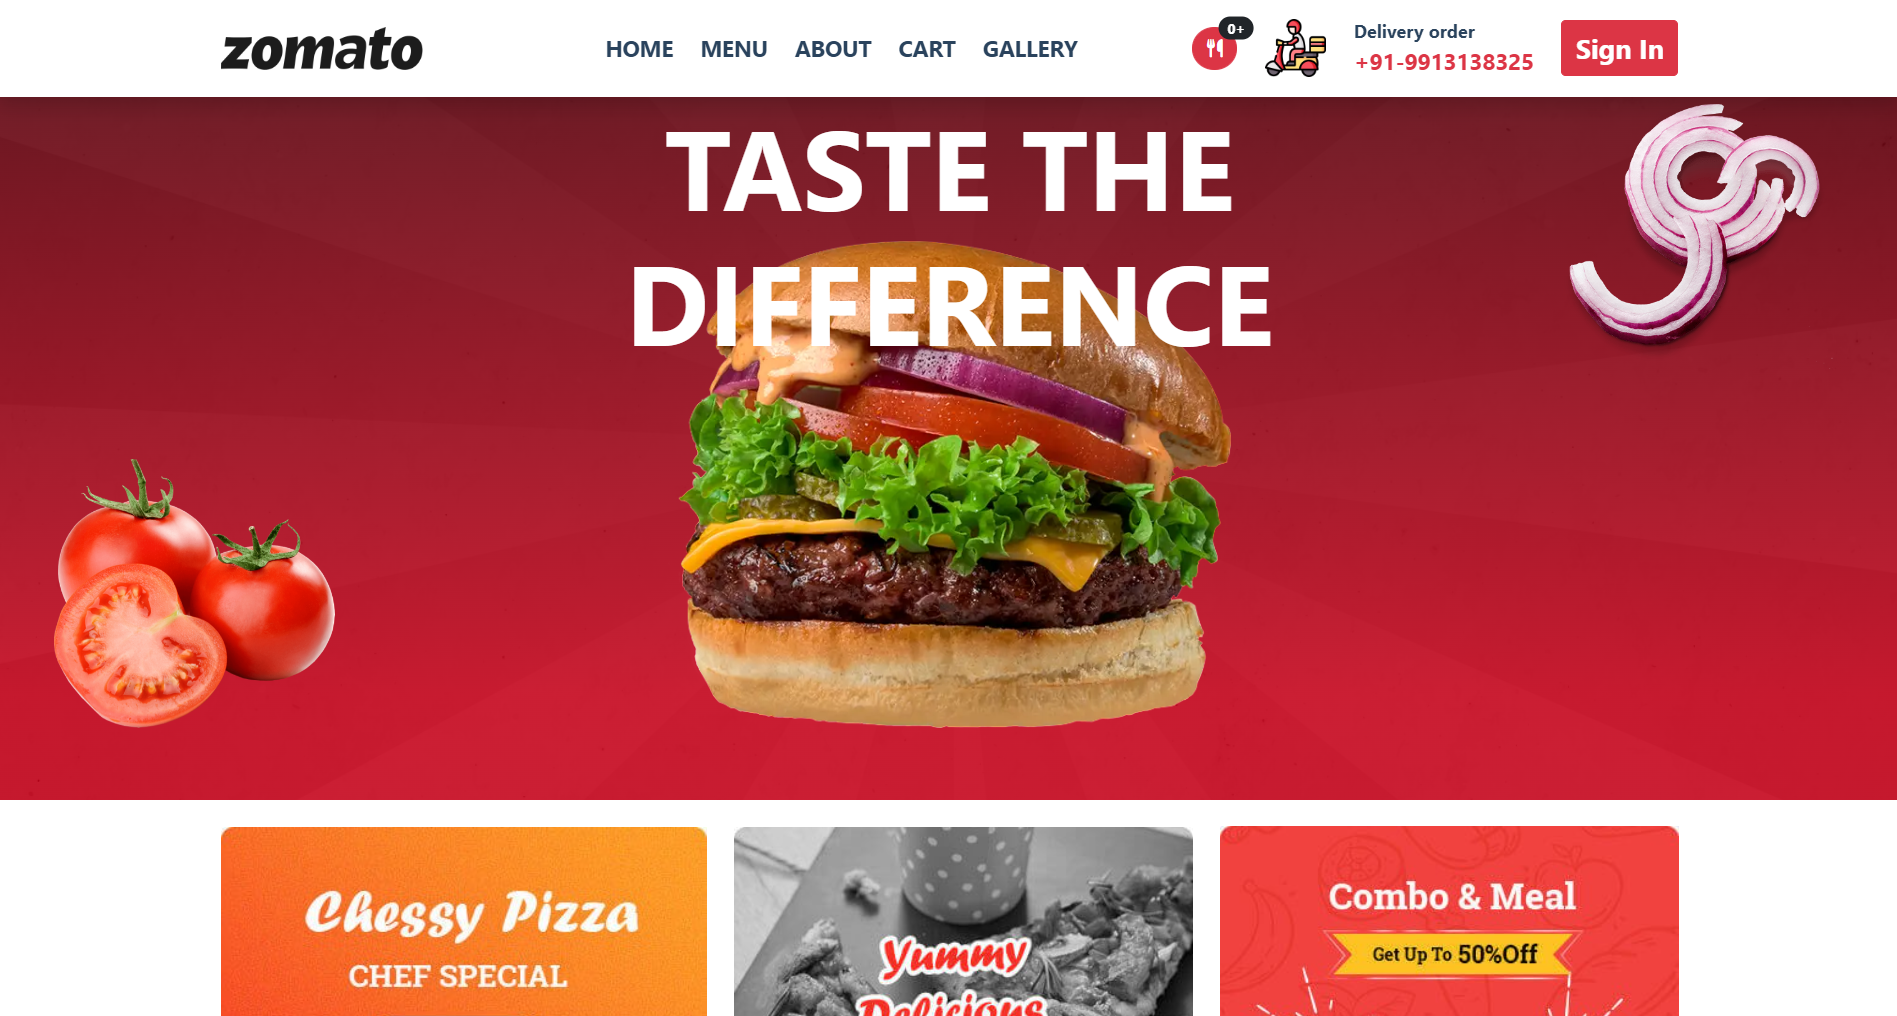 zomato
HOME MENU ABOUT CART GALLERY
0+
Delivery order
+91-9913138325
Sign In
TASTE THE
DIFFERENCE
Chessy Pizza
CHEF SPECIAL
Yummy
Delicious
Combo & Meal
Get Up To 50%Off